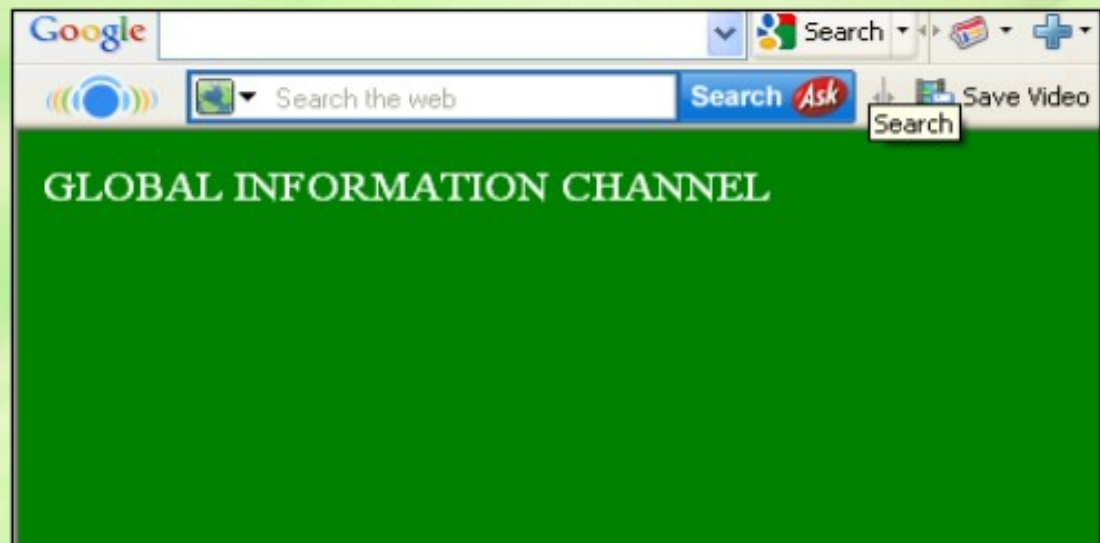 Google Search
Search the web Search Ask Save Video
Search
GLOBAL INFORMATION CHANNEL